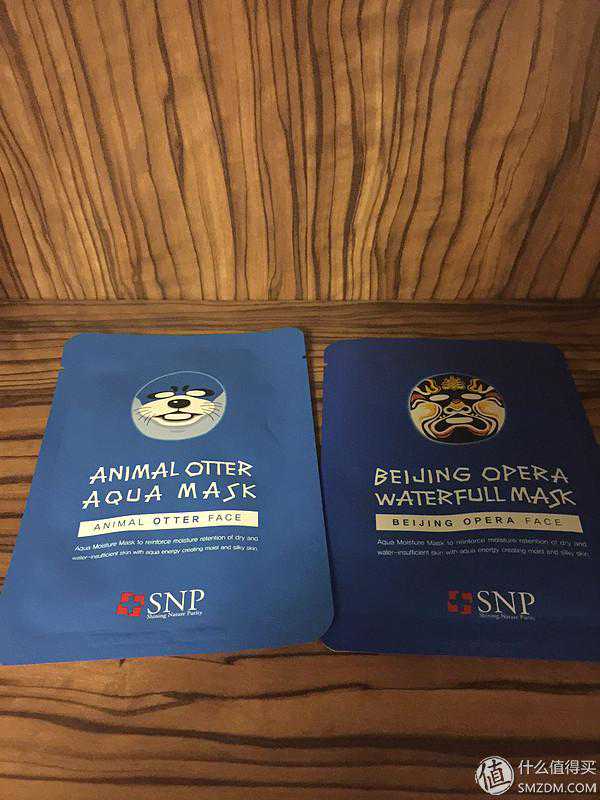 ANIMAL OTTER
AQUA MASK
ANIMAL OTTER FACE
Aqua Moisture Mask to reinforce moisture retention of dry and
water-insufficient skin with aqua energy creating moist and silky skin.
SNP
Shining Nature Purity
BEIJING OPERA
WATERFULL MASK
BEIJING OPERA FACE
Aqua Moisture Mask to reinforce moisture retention of dry and
water-insufficient skin with aqua energy creating moist and silky skin.
SNP
Shining Nature Purity
值 什么值得买
SMZDM.COM